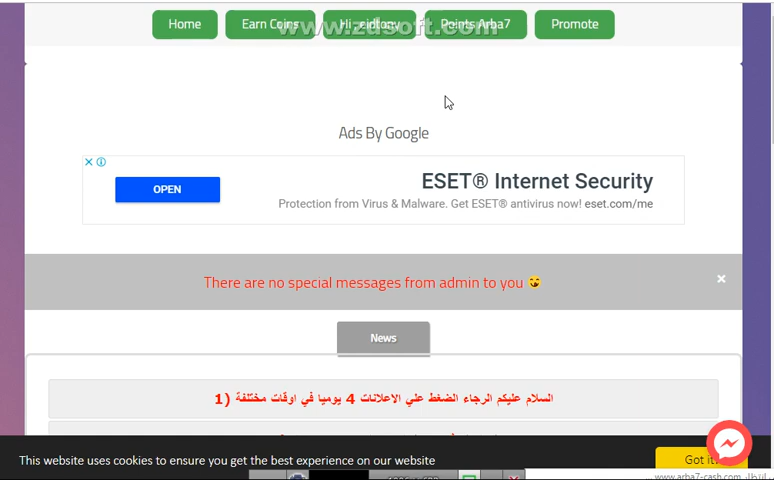 Home
Earn Coins
Hi , eidtony
Points Arba7
Promote
www.zdsoft.com
Ads By Google
OPEN
ESET® Internet Security
Protection from Virus & Malware. Get ESET® antivirus now! eset.com/me
There are no special messages from admin to you
News
1) السلام عليكم الرجاء الضغط علي الاعلانات 4 يوميا في اوقات مختلفة
This website uses cookies to ensure you get the best experience on our website
Got it!
www.arba7-cash.com